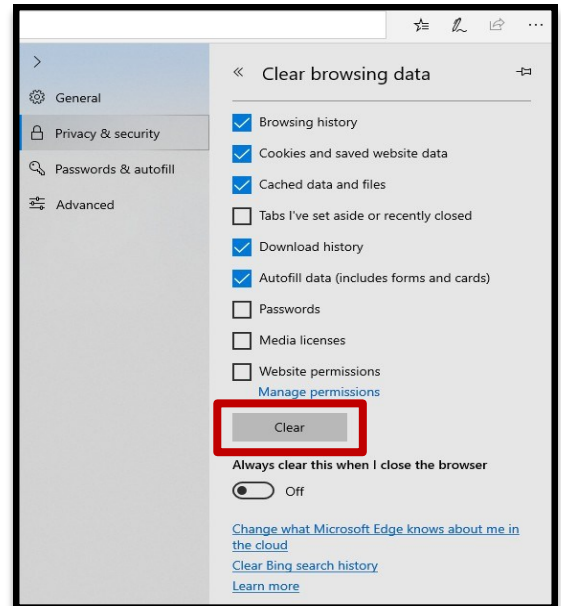 General
Privacy & security
Passwords & autofill
Advanced
Clear browsing data
Browsing history
Cookies and saved website data
Cached data and files
Tabs I've set aside or recently closed
Download history
Autofill data (includes forms and cards)
Passwords
Media licenses
Website permissions
Manage permissions
Clear
Always clear this when I close the browser
Off
Change what Microsoft Edge knows about me in
the cloud
Clear Bing search history
Learn more